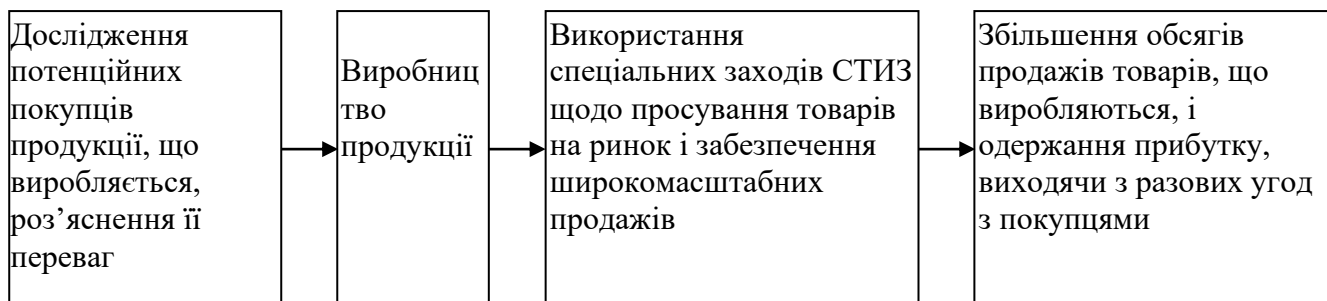 Дослідження
потенційних
покупців
продукції, що
виробляється,
роз’яснення її
переваг
Виробниц
тво
продукції
Використання
спеціальних заходів СТИЗ
щодо просування товарів
на ринок і забезпечення
широкомасштабних
продажів
Збільшення обсягів
продажів товарів, що
виробляються, і
одержання прибутку,
виходячи з разових угод
з покупцями